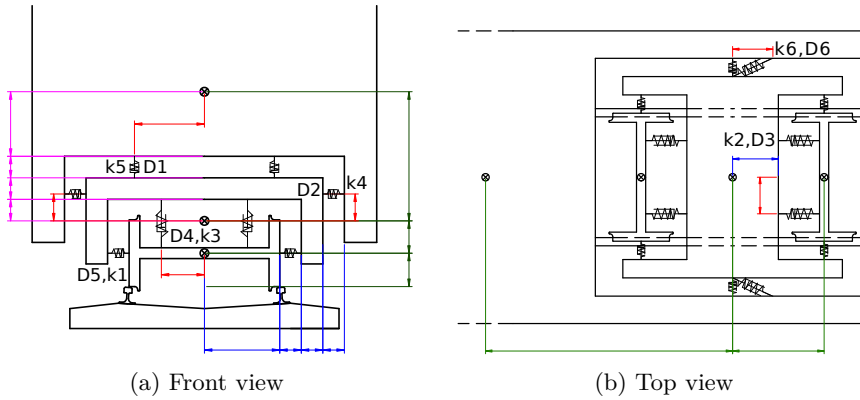 k5 D1
D2 k4
D4,k3
D5,k1
(a) Front view
k6,D6
k2,D3
(b) Top view